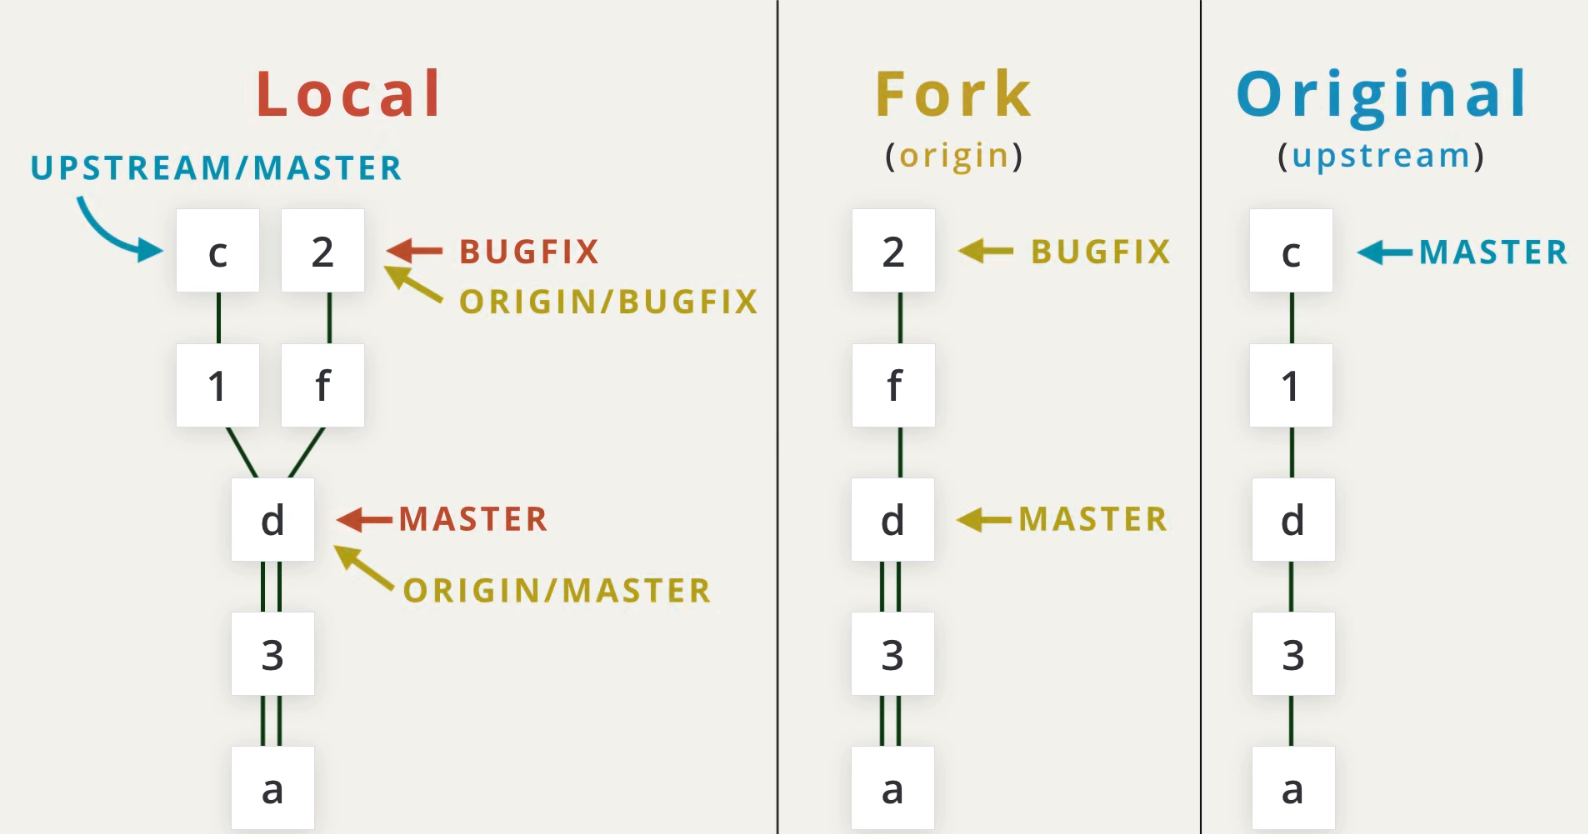 Local
UPSTREAM/MASTER
c
2
BUGFIX
ORIGIN/BUGFIX
1
f
d
MASTER
ORIGIN/MASTER
3
a
Fork
(origin)
2
BUGFIX
f
d
MASTER
3
a
Original
(upstream)
c
MASTER
1
d
3
a